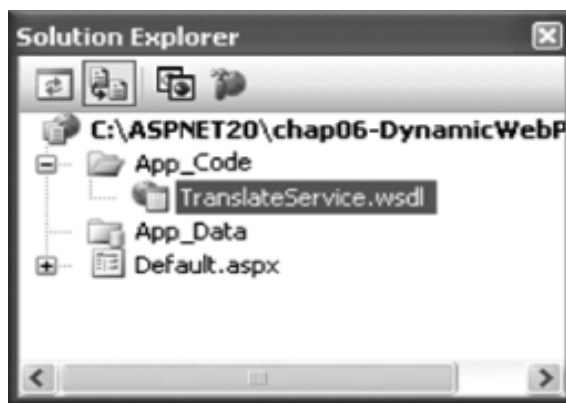 Solution Explorer
C:\ASPNET20\chap06-DynamicWebP
App_Code
TranslateService.wsdl
App_Data
Default.aspx